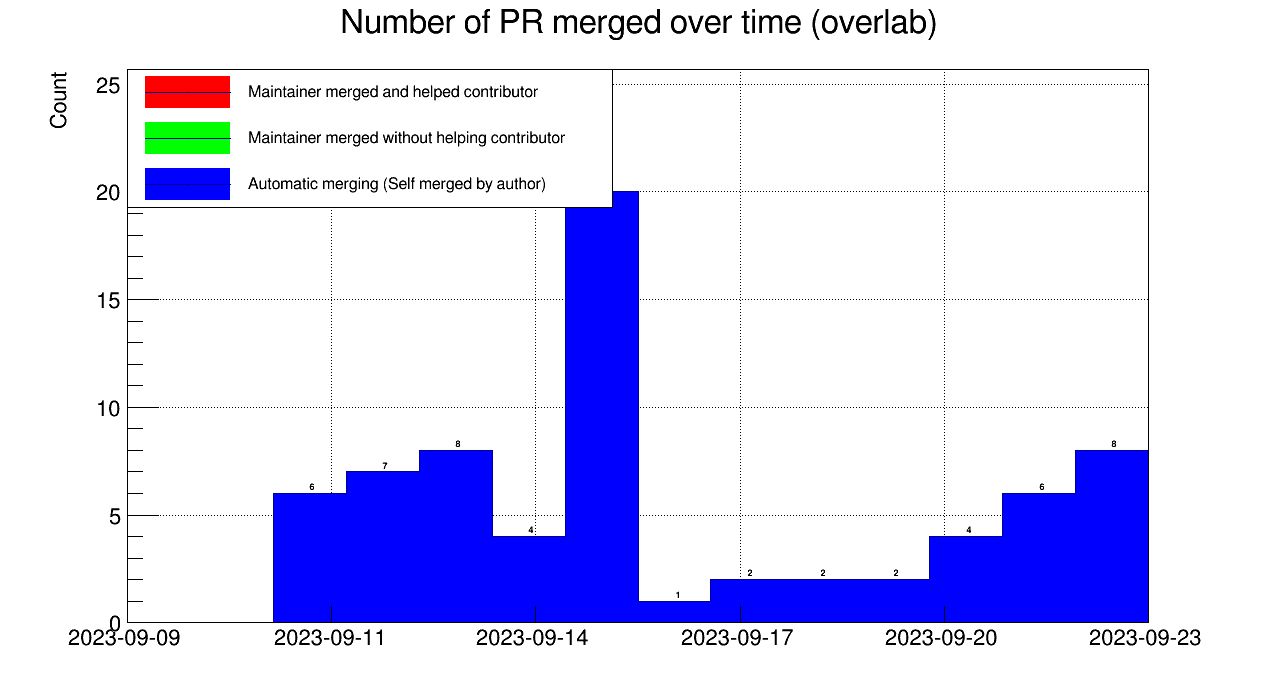 Number of PR merged over time (overlab)
Count
25
20
15
10
5
0
Maintainer merged and helped contributor
Maintainer merged without helping contributor
Automatic merging (Self merged by author)
6
7
8
4
1
2
2
2
4
6
8
2023-09-09 2023-09-11 2023-09-14 2023-09-17 2023-09-20 2023-09-23